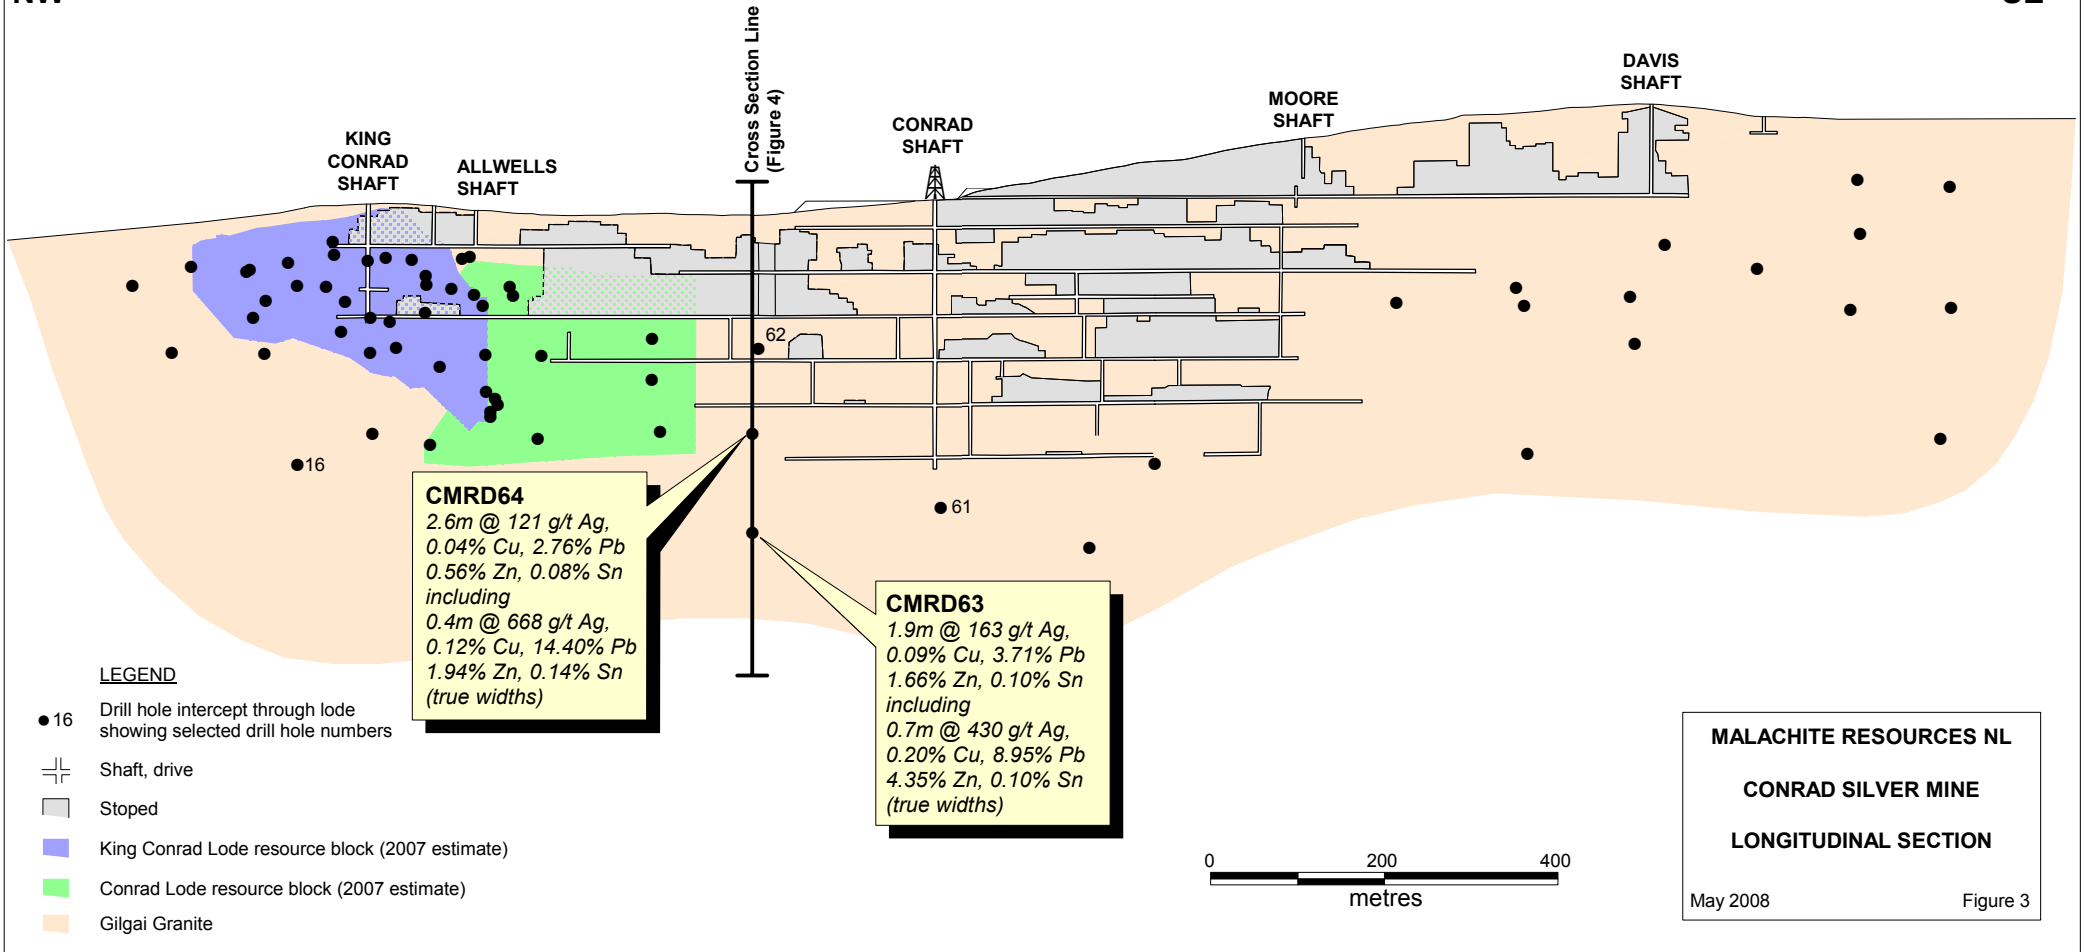 Cross Section Line
(Figure 4)
DAVIS
SHAFT
MOORE
SHAFT
CONRAD
SHAFT
KING
CONRAD
SHAFT
ALLWELLS
SHAFT
62
16
61
CMRD64
2.6m @ 121 g/t Ag,
0.04% Cu, 2.76% Pb
0.56% Zn, 0.08% Sn
including
0.4m @ 668 g/t Ag,
0.12% Cu, 14.40% Pb
1.94% Zn, 0.14% Sn
(true widths)
CMRD63
1.9m @ 163 g/t Ag,
0.09% Cu, 3.71% Pb
1.66% Zn, 0.10% Sn
including
0.7m @ 430 g/t Ag,
0.20% Cu, 8.95% Pb
4.35% Zn, 0.10% Sn
(true widths)
LEGEND
16 Drill hole intercept through lode
showing selected drill hole numbers
Shaft, drive
Stoped
King Conrad Lode resource block (2007 estimate)
Conrad Lode resource block (2007 estimate)
Gilgai Granite
0 200 400
metres
MALACHITE RESOURCES NL
CONRAD SILVER MINE
LONGITUDINAL SECTION
May 2008 Figure 3